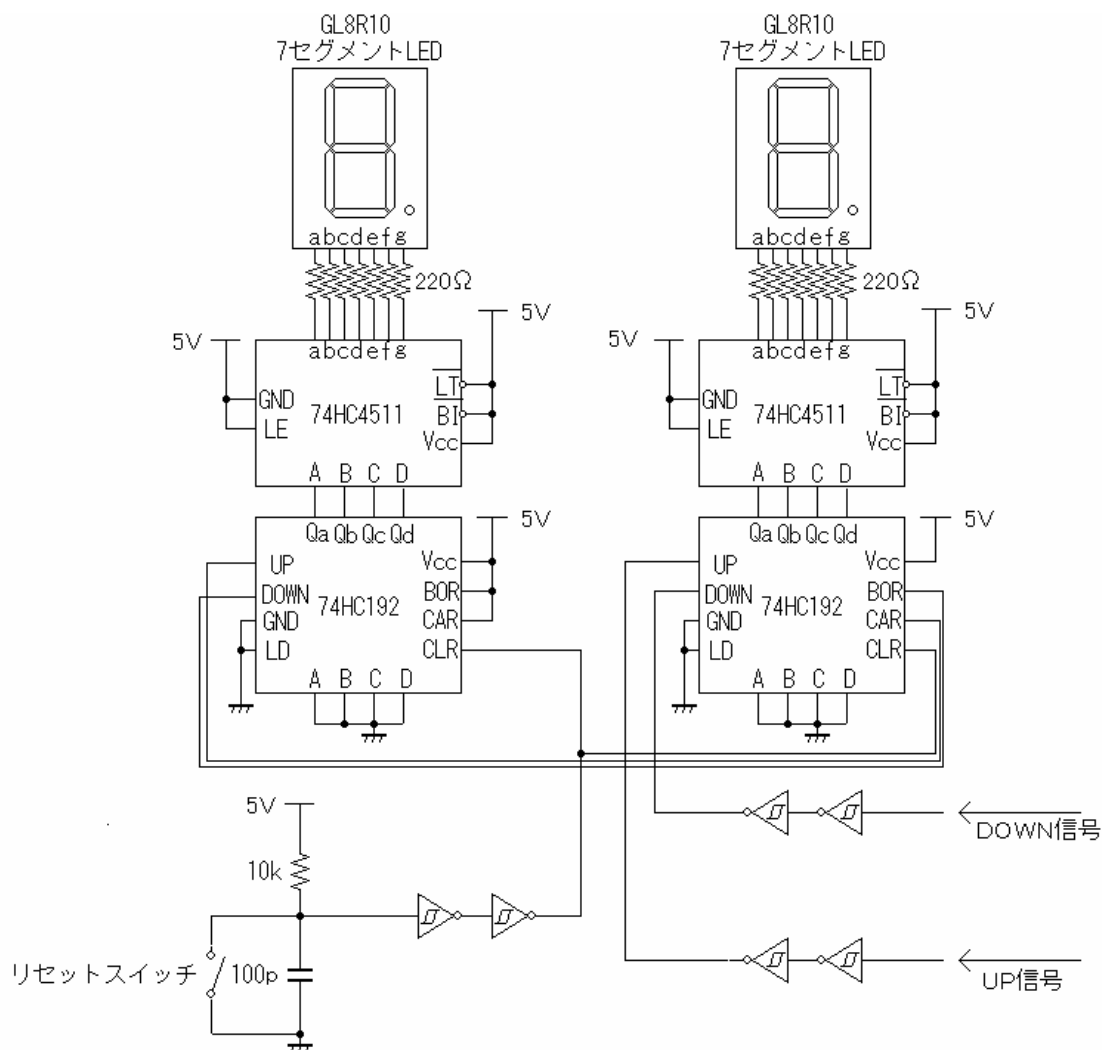 GL8R10
7セグメントLED
abcdefg
220Ω
5V
5V
abcdefg
GND
LE
74HC4511
LT
BI
Vcc
A B C D
Qa Qb Qc Qd
5V
UP
DOWN
GND
LD
74HC192
Vcc
BOR
CAR
CLR
A B C D
GL8R10
7セグメントLED
abcdefg
220Ω
5V
5V
abcdefg
GND
LE
74HC4511
LT
BI
Vcc
A B C D
Qa Qb Qc Qd
5V
UP
DOWN
GND
LD
74HC192
Vcc
BOR
CAR
CLR
A B C D
DOWN信号
UP信号
5V
10k
リセットスイッチ
100p